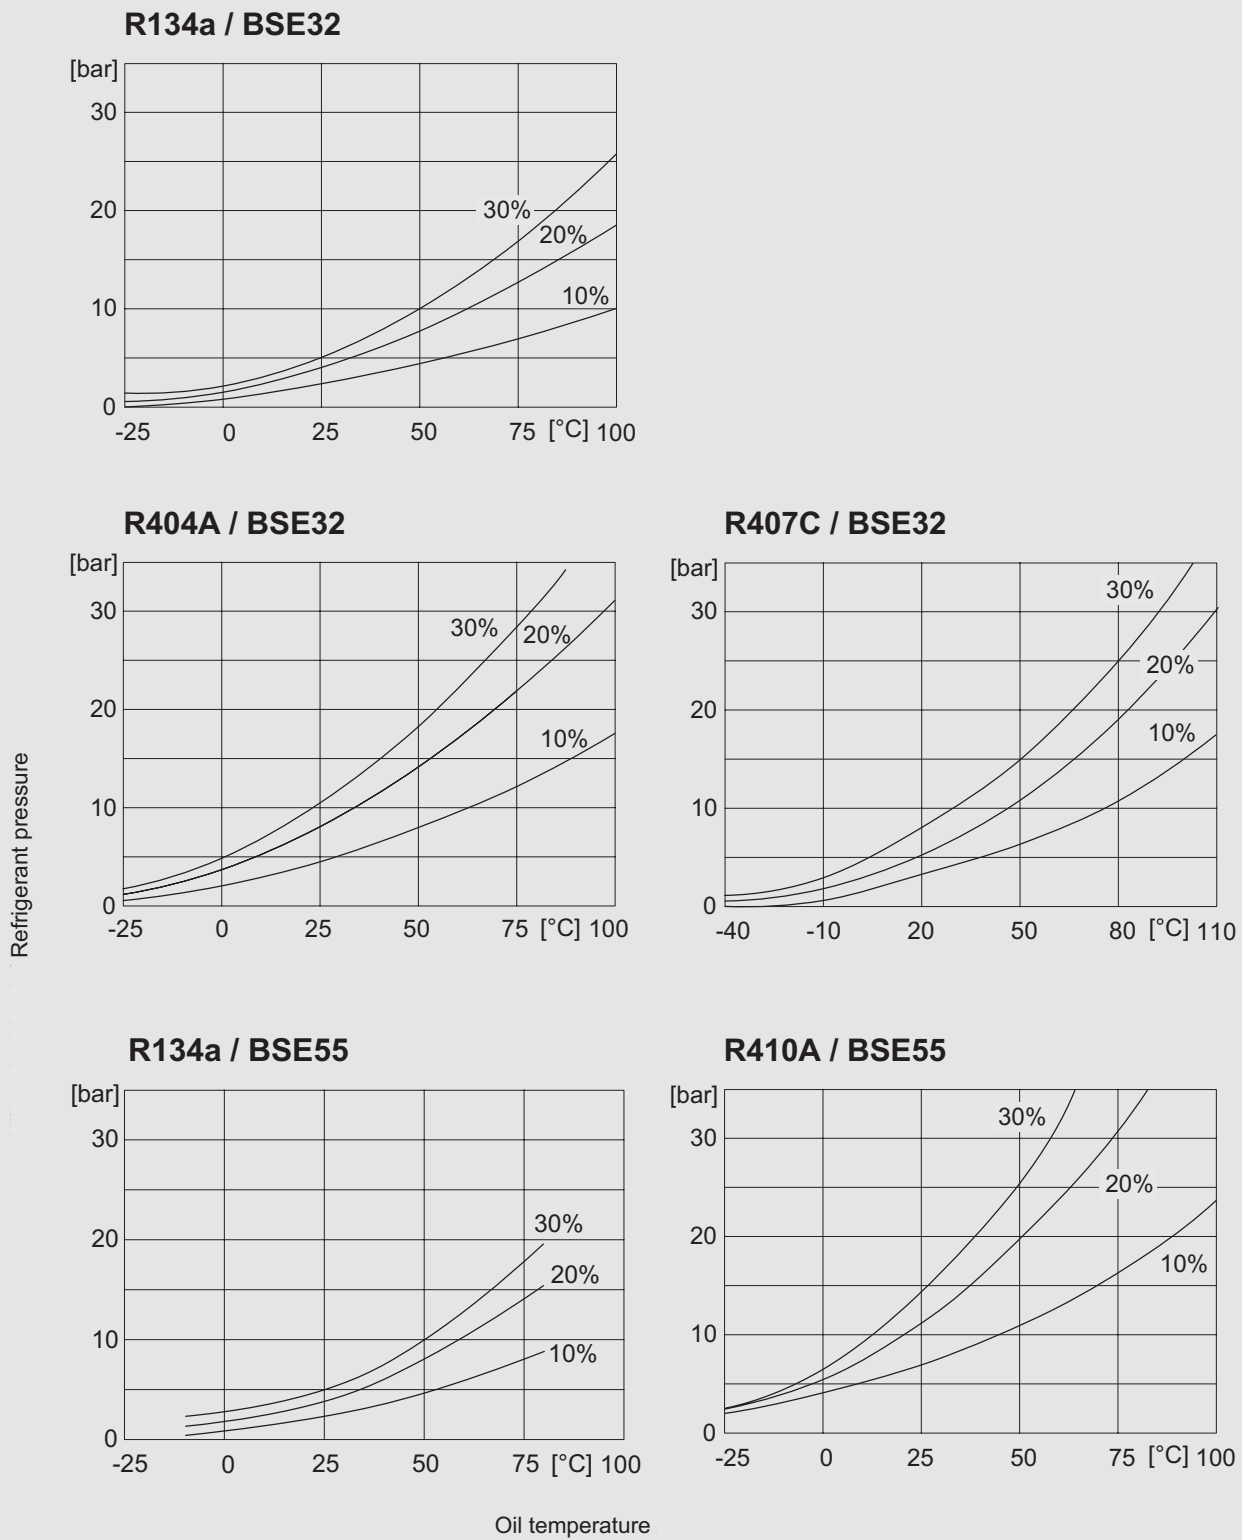 R134a / BSE32
[bar]
30
20
10
0
30%
20%
10%
-25 0 25 50 75 [°C] 100
R404A / BSE32
[bar]
30
20
10
0
30% 20%
10%
-25 0 25 50 75 [°C] 100
R407C / BSE32
[bar]
30
20
10
0
30%
20%
10%
-40 -10 20 50 80 [°C] 110
Refrigerant pressure
R134a / BSE55
[bar]
30
20
10
0
30%
20%
10%
-25 0 25 50 75 [°C] 100
R410A / BSE55
[bar]
30
20
10
0
30%
20%
10%
-25 0 25 50 75 [°C] 100
Oil temperature